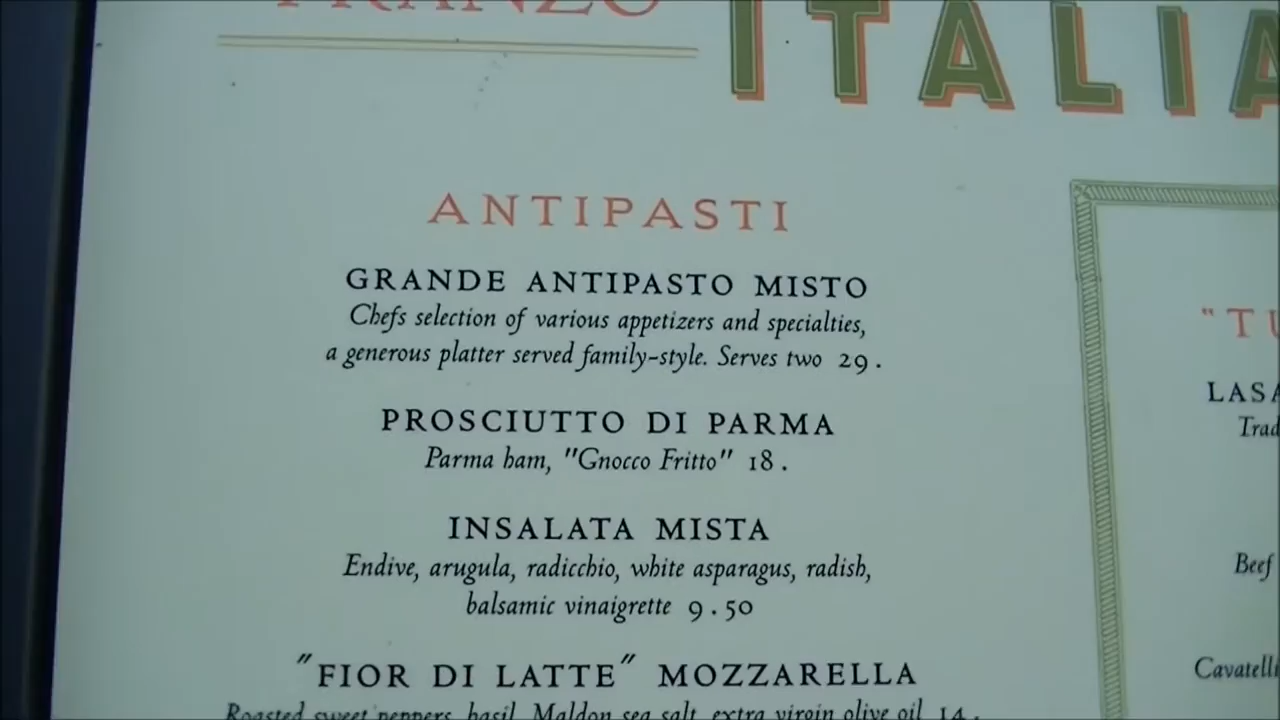 PRANZO
ITALIA
ANTIPASTI
GRANDE ANTIPASTO MISTO
Chefs selection of various appetizers and specialties,
a generous platter served family-style. Serves two 29.
PROSCIUTTO DI PARMA
Parma ham, "Gnocco Fritto" 18.
INSALATA MISTA
Endive, arugula, radicchio, white asparagus, radish,
balsamic vinaigrette 9.50
"FIOR DI LATTE" MOZZARELLA
Roasted sweet peppers, basil, Maldon sea salt, extra virgin olive oil 14.
"TU
LASA
Trad
Beef
Cavatelli